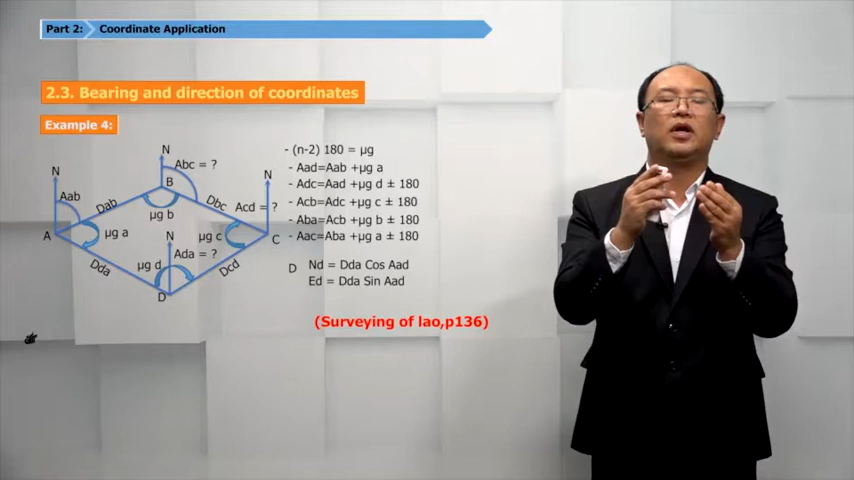 Part 2:
Coordinate Application
2.3. Bearing and direction of coordinates
Example 4:
N
Aab
A
Dab
µg a
Dda
N
Abc = ?
B
µg b
Dbc
N
Acd = ?
C
µg c
N
Ada = ?
µg d
D
Dcd
- (n-2) 180 = µg
- Aad=Aab +µg a
- Adc=Aad +µg d ± 180
- Acb=Adc +µg c ± 180
- Aba=Acb +µg b ± 180
- Aac=Aba +µg a ± 180
D Nd = Dda Cos Aad
Ed = Dda Sin Aad
(Surveying of lao,p136)